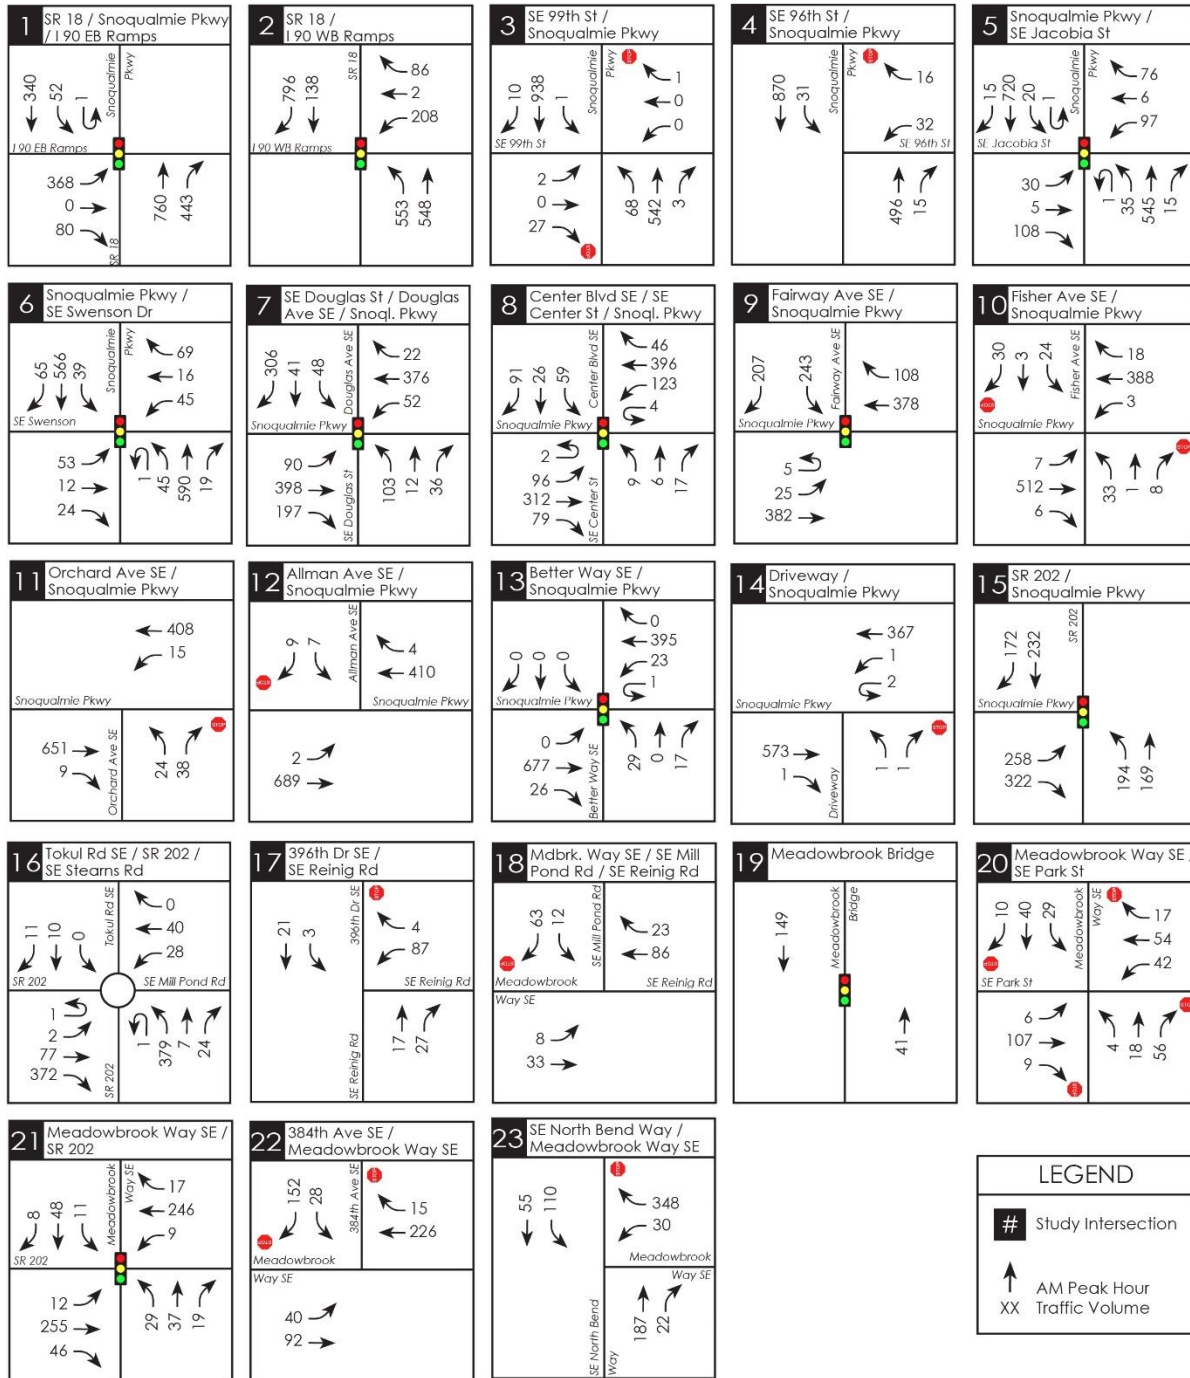 1 SR 18 / Snoqualmie Pkwy
/ I 90 EB Ramps
340 52 1
Snoqualmie Pkwy
I 90 EB Ramps
368
0
80
760 443
SR 18
2 SR 18 /
I 90 WB Ramps
796 138
SR 18
86
2
208
I 90 WB Ramps
553 548
3 SE 99th St /
Snoqualmie Pkwy
10 938 1
Snoqualmie Pkwy
STOP
1
0
0
SE 99th St
2
0
27
STOP
68 542 3
4 SE 96th St /
Snoqualmie Pkwy
870 31
Pkwy
STOP
16
32
SE 96th St
496 15
5 Snoqualmie Pkwy /
SE Jacobia St
15 720 20 1
Snoqualmie Pkwy
76
6
97
SE Jacobia St
30
5
108
1 35 545 15
6 Snoqualmie Pkwy /
SE Swenson Dr
65 566 39
Snoqualmie Pkwy
69
16
45
SE Swenson
53
12
24
1 45 590 19
7 SE Douglas St / Douglas
Ave SE / Snoql. Pkwy
306 41 48
Douglas Ave SE
22
376
52
Snoqualmie Pkwy
90
398
197
SE Douglas St
103 12 36
8 Center Blvd SE / SE
Center St / Snoql. Pkwy
91 26 59
Center Blvd SE
46
396
123
4
Snoqualmie Pkwy
2
96
312
79
SE Center St
9 6 17
9 Fairway Ave SE /
Snoqualmie Pkwy
207 243
Fairway Ave SE
108
378
Snoqualmie Pkwy
5
25
382
10 Fisher Ave SE /
Snoqualmie Pkwy
30 3 24
STOP
Fisher Ave SE
18
388
3
Snoqualmie Pkwy
7
512
6
33 1 8
STOP
11 Orchard Ave SE /
Snoqualmie Pkwy
408
15
Snoqualmie Pkwy
651
9
Orchard Ave SE
24 38
STOP
12 Allman Ave SE /
Snoqualmie Pkwy
9 7
STOP
Allman Ave SE
4
410
Snoqualmie Pkwy
2
689
13 Better Way SE /
Snoqualmie Pkwy
0 0 0
0
395
23
1
Snoqualmie Pkwy
0
677
26
Better Way SE
29 0 17
14 Driveway /
Snoqualmie Pkwy
367
1
2
Snoqualmie Pkwy
573
1
Driveway
1 1
STOP
15 SR 202 /
Snoqualmie Pkwy
172 232
SR 202
Snoqualmie Pkwy
258
322
194 169
16 Tokul Rd SE / SR 202 /
SE Stearns Rd
11 10 0
Tokul Rd SE
0
40
28
SR 202
SE Mill Pond Rd
1
2
77
372
SR 202
1 379 7 24
17 396th Dr SE /
SE Reinig Rd
21 3
396th Dr SE
STOP
4
87
SE Reinig Rd
SE Reinig Rd
17 27
18 Mdbrk. Way SE / SE Mill
Pond Rd / SE Reinig Rd
63 12
STOP
SE Mill Pond Rd
23
86
Meadowbrook
Way SE
SE Reinig Rd
8
33
19 Meadowbrook Bridge
149
Meadowbrook Bridge
41
20 Meadowbrook Way SE /
SE Park St
10 40 29
STOP
Meadowbrook Way SE
STOP
17
54
42
SE Park St
6
107
9
STOP
4 18 56
STOP
21 Meadowbrook Way SE /
SR 202
8 48 11
Meadowbrook Way SE
17
246
9
SR 202
12
255
46
29 37 19
22 384th Ave SE /
Meadowbrook Way SE
152 28
STOP
384th Ave SE
STOP
15
226
Meadowbrook
Way SE
40
92
23 SE North Bend Way /
Meadowbrook Way SE
55 110
STOP
348
30
Meadowbrook
Way SE
SE North Bend
Way
187 22
LEGEND
# Study Intersection
XX AM Peak Hour
Traffic Volume